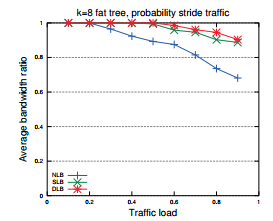 k=8 fat tree, probability stride traffic
Average bandwidth ratio
1
0.8
0.6
0.4
0.2
0
NLB
SLB
DLB
0 0.2 0.4 0.6 0.8 1
Traffic load